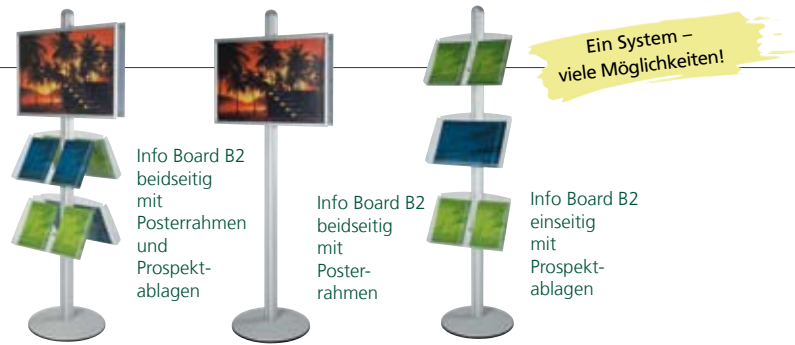 Ein System –
viele Möglichkeiten!
Info Board B2
beidseitig
mit
Posterrahmen
und
Prospekt-
ablagen
Info Board B2
beidseitig
mit
Poster-
rahmen
Info Board B2
einseitig
mit
Prospekt-
ablagen